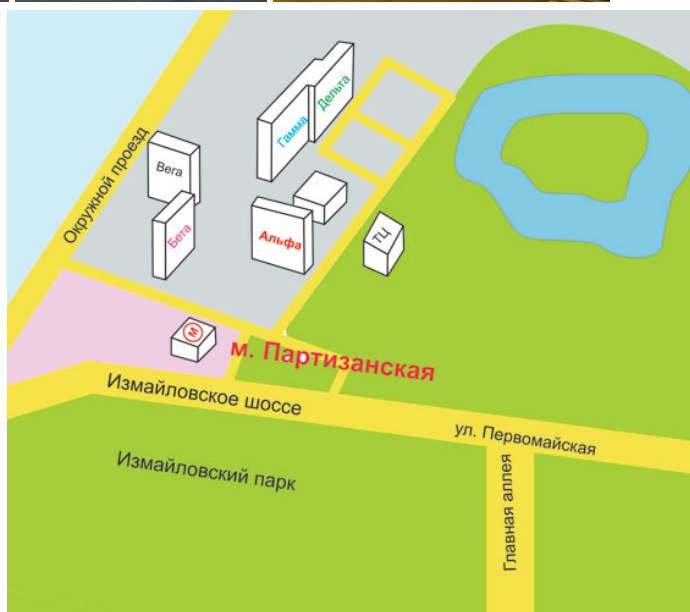 Дельта
Гамма
Окружной проезд
Вега
Бета
Альфа
ТЦ
М
м. Партизанская
Измайловское шоссе
ул. Первомайская
Измайловский парк
Главная аллея